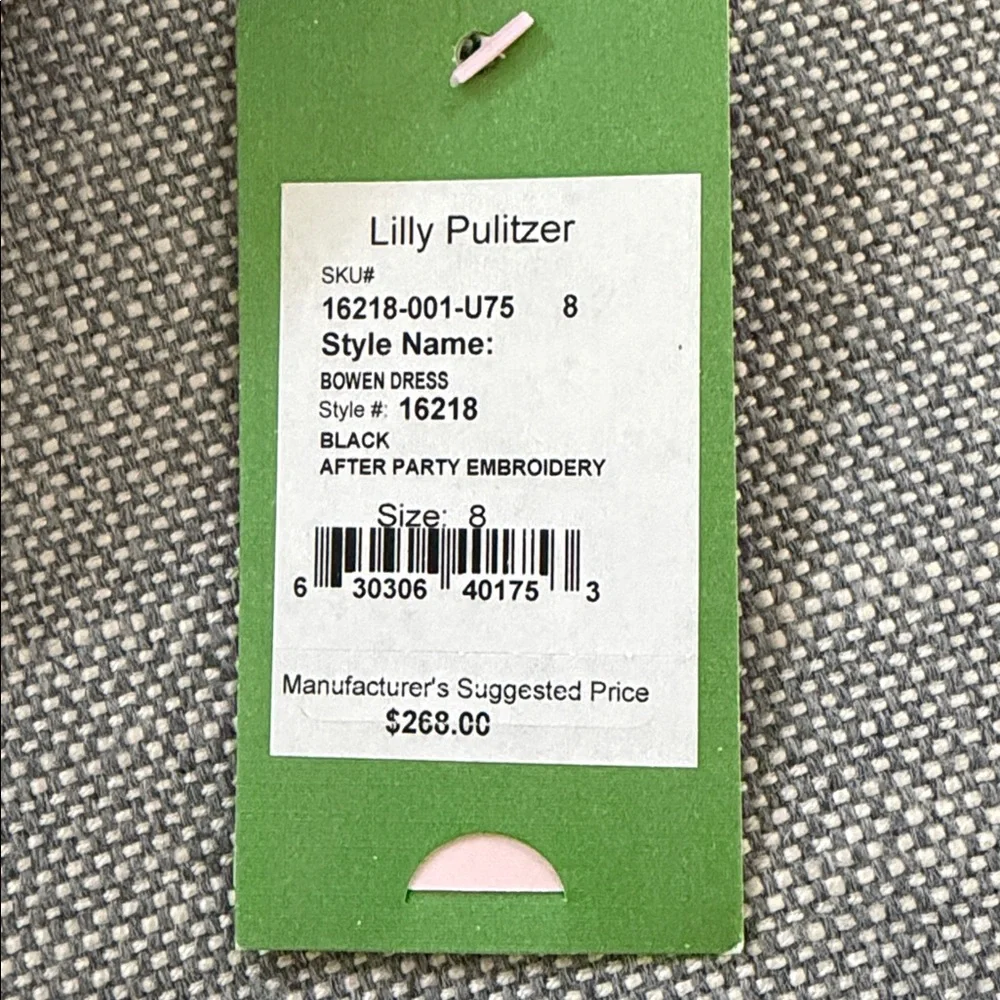 Lilly Pulitzer
SKU#
16218-001-U75 8
Style Name:
BOWEN DRESS
Style #: 16218
BLACK
AFTER PARTY EMBROIDERY
Size: 8
6 30306 40175 3
Manufacturer's Suggested Price
$268.00